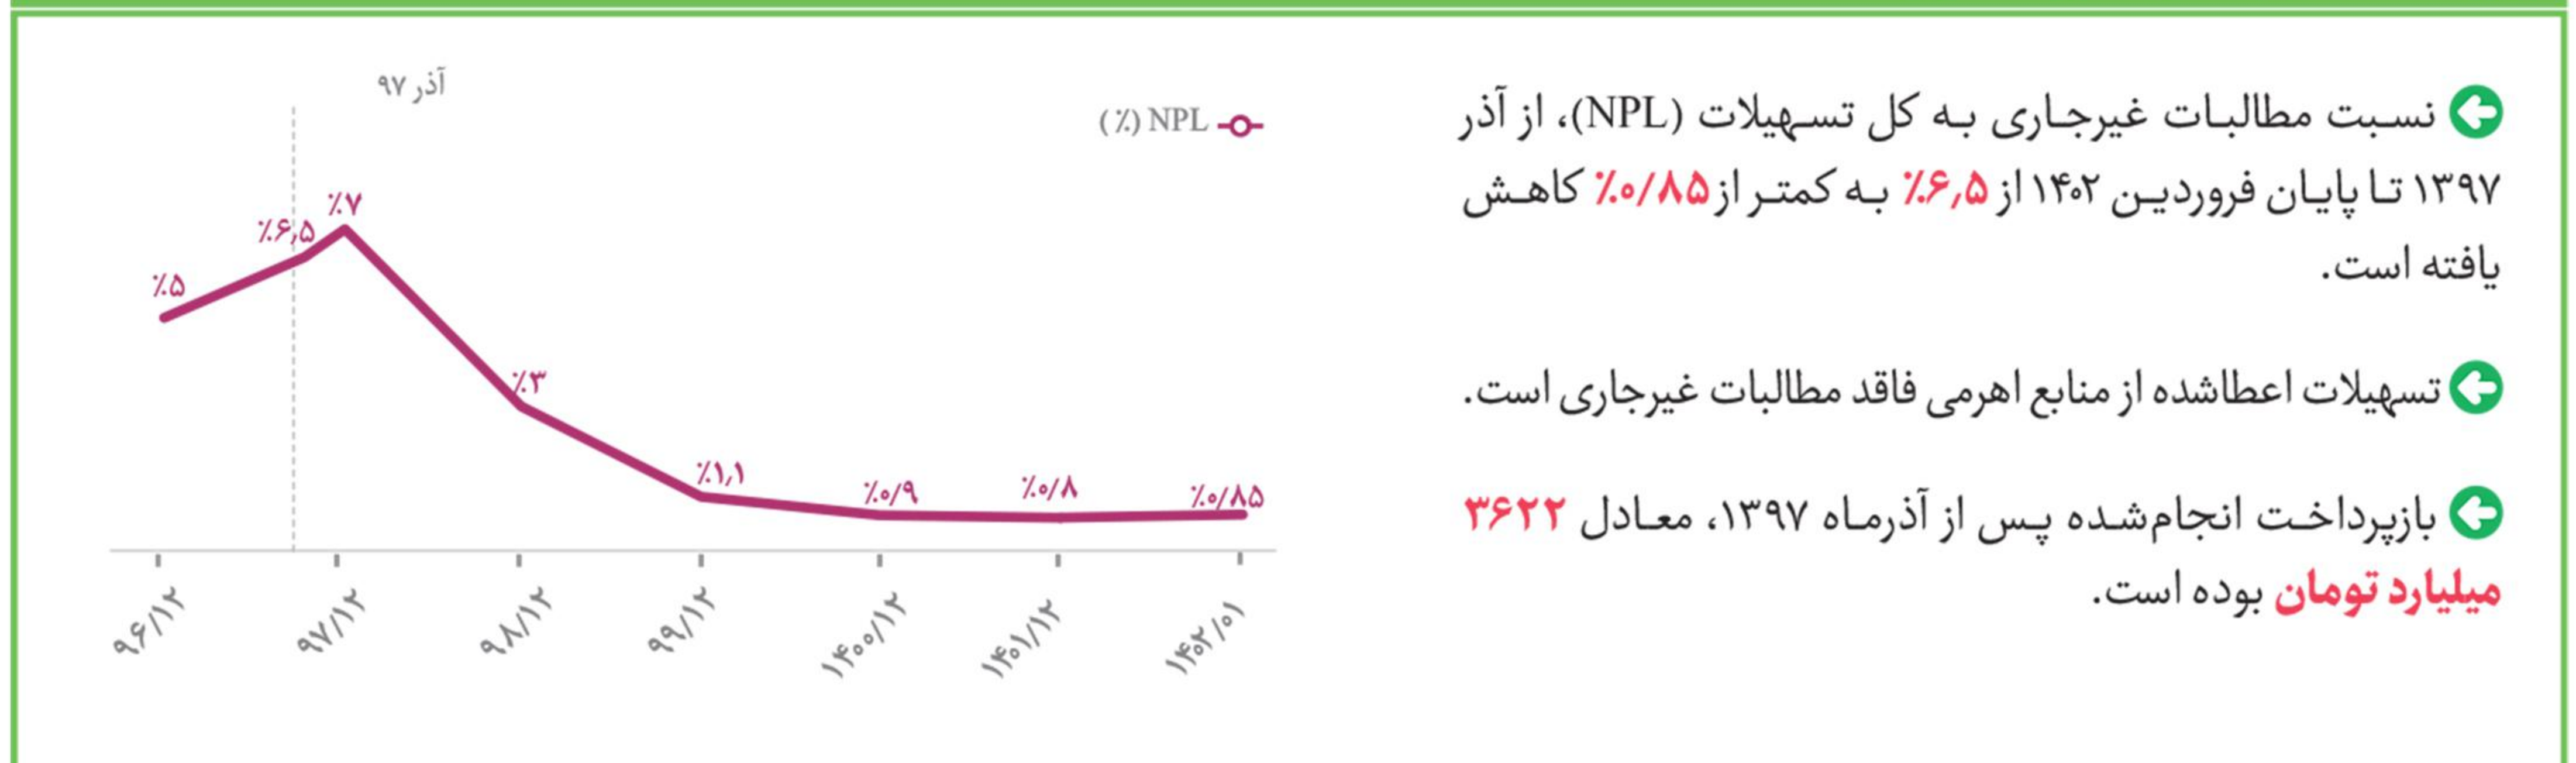 نسبت مطالبات غیرجاری به کل تسهیلات (NPL)، از آذر
۱۳۹۷ تا پایان فروردین ۱۴۰۲ از ۶٫۵٪ به کمتر از ۰/۸۵٪ کاهش
یافته است.
تسهیلات اعطاشده از منابع اهرمی فاقد مطالبات غیرجاری است.
بازپرداخت انجام‌شده پس از آذرماه ۱۳۹۷، معادل ۳۶۲۲
میلیارد تومان بوده است.
آذر ۹۷
NPL (٪)
٪۵
٪۶٫۵
٪۷
٪۳
٪۱٫۱
٪۰/۹
٪۰/۸
٪۰/۸۵
۹۶/۱۲
۹۷/۱۲
۹۸/۱۲
۹۹/۱۲
۱۴۰۰/۱۲
۱۴۰۱/۱۲
۱۴۰۲/۰۱